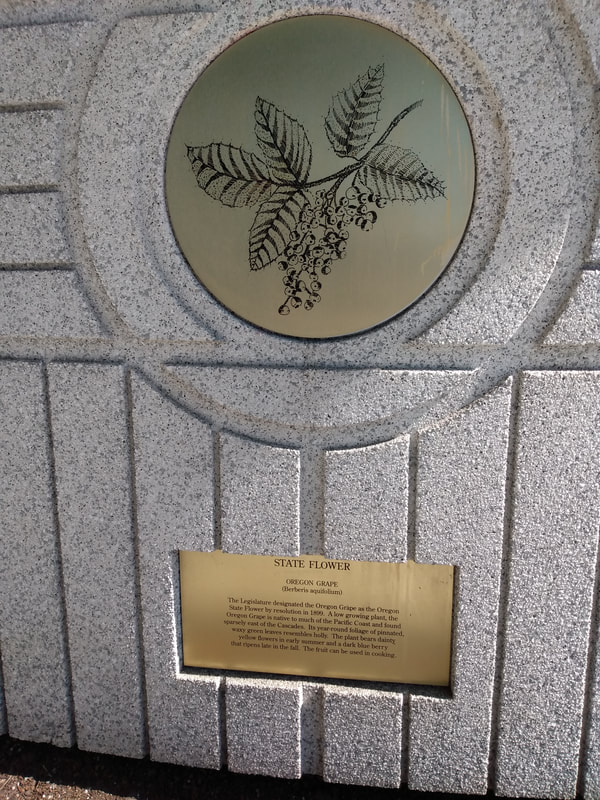 STATE FLOWER
OREGON GRAPE
(Berberis aquifolium)
The Legislature designated the Oregon Grape as the Oregon
State Flower by resolution in 1899. A low growing plant, the
Oregon Grape is native to much of the Pacific Coast and found
sparsely east of the Cascades. Its year-round foliage of pinnated,
waxy green leaves resembles holly. The plant bears dainty
yellow flowers in early summer and a dark blue berry
that ripens late in the fall. The fruit can be used in cooking.